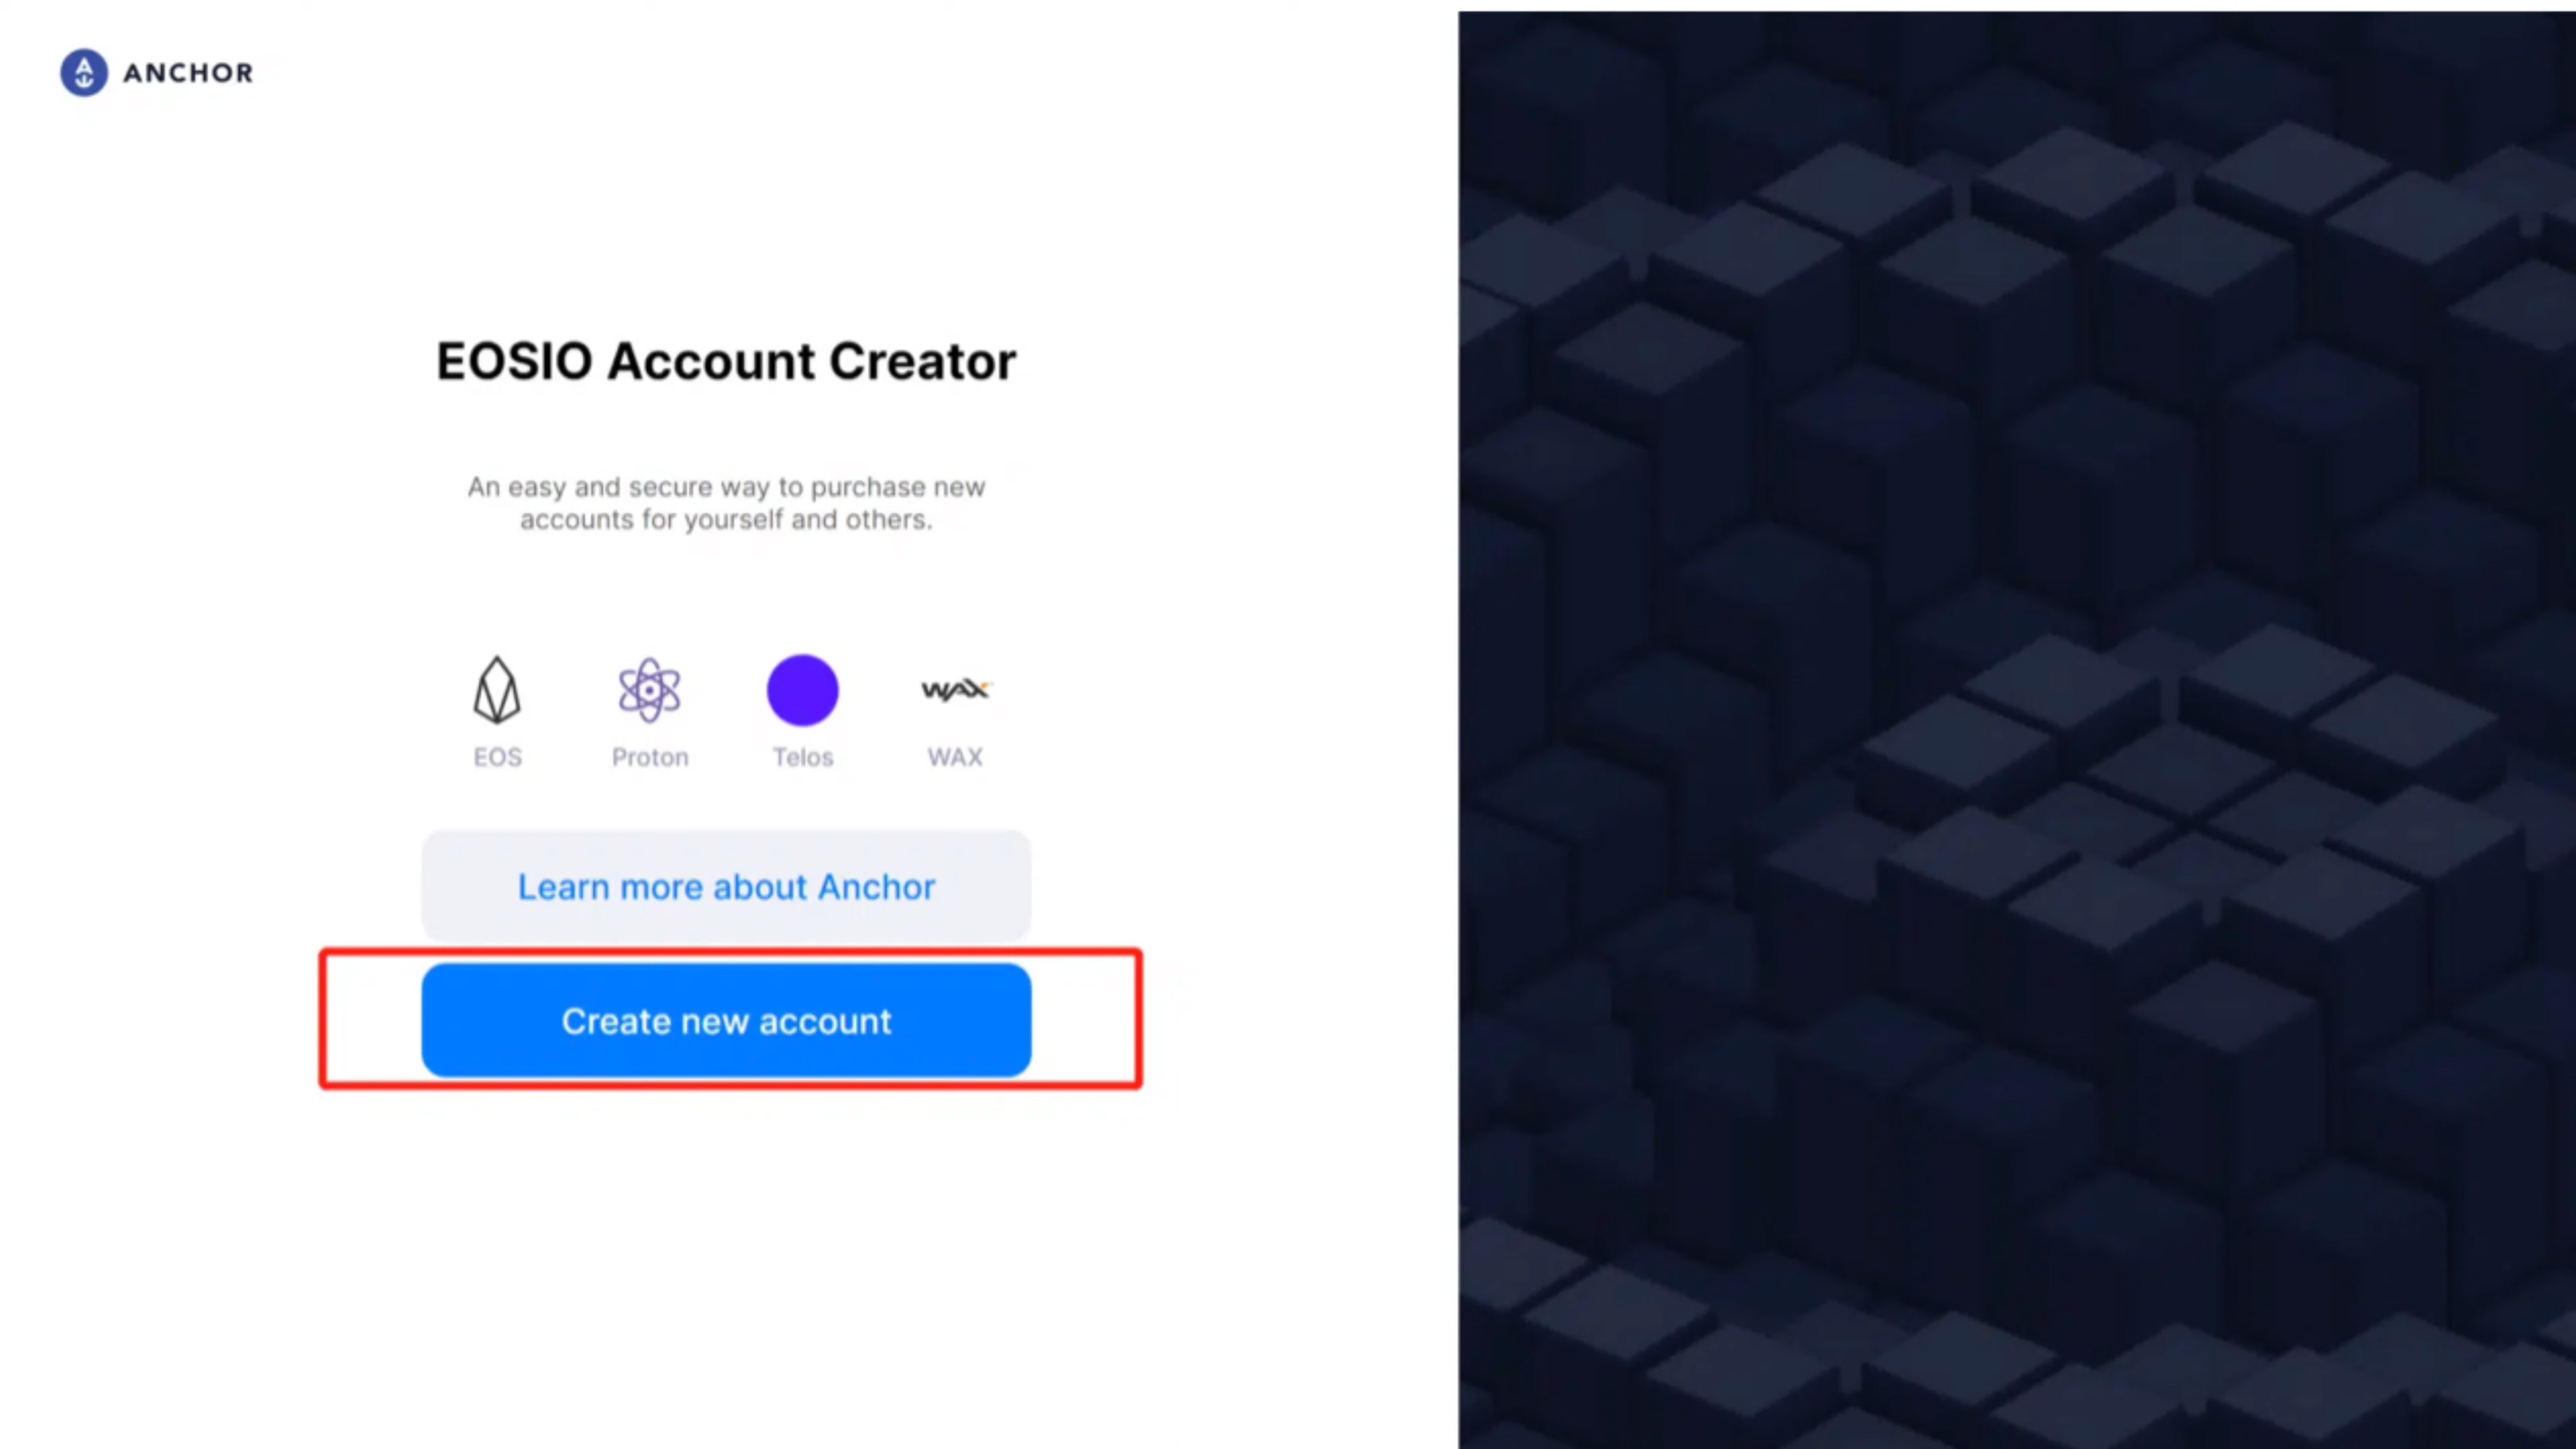 ANCHOR
EOSIO Account Creator
An easy and secure way to purchase new
accounts for yourself and others.
EOS
Proton
Telos
WAX
WAX
Learn more about Anchor
Create new account